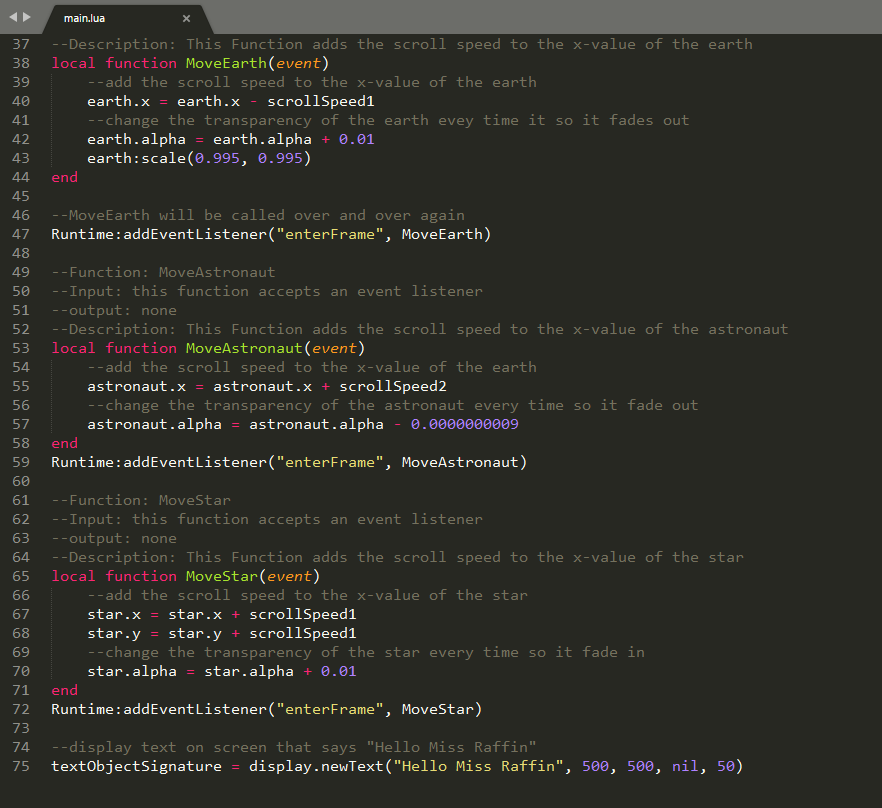 main.lua
37 --Description: This Function adds the scroll speed to the x-value of the earth
38 local function MoveEarth(event)
39 --add the scroll speed to the x-value of the earth
40 earth.x = earth.x - scrollSpeed1
41 --change the transparency of the earth evey time it so it fades out
42 earth.alpha = earth.alpha + 0.01
43 earth:scale(0.995, 0.995)
44 end
45
46 --MoveEarth will be called over and over again
47 Runtime:addEventListener("enterFrame", MoveEarth)
48
49 --Function: MoveAstronaut
50 --Input: this function accepts an event listener
51 --output: none
52 --Description: This Function adds the scroll speed to the x-value of the astronaut
53 local function MoveAstronaut(event)
54 --add the scroll speed to the x-value of the earth
55 astronaut.x = astronaut.x + scrollSpeed2
56 --change the transparency of the astronaut every time so it fade out
57 astronaut.alpha = astronaut.alpha - 0.0000000009
58 end
59 Runtime:addEventListener("enterFrame", MoveAstronaut)
60
61 --Function: MoveStar
62 --Input: this function accepts an event listener
63 --output: none
64 --Description: This Function adds the scroll speed to the x-value of the star
65 local function MoveStar(event)
66 --add the scroll speed to the x-value of the star
67 star.x = star.x + scrollSpeed1
68 star.y = star.y + scrollSpeed1
69 --change the transparency of the star every time so it fade in
70 star.alpha = star.alpha + 0.01
71 end
72 Runtime:addEventListener("enterFrame", MoveStar)
73
74 --display text on screen that says "Hello Miss Raffin"
75 textObjectSignature = display.newText("Hello Miss Raffin", 500, 500, nil, 50)